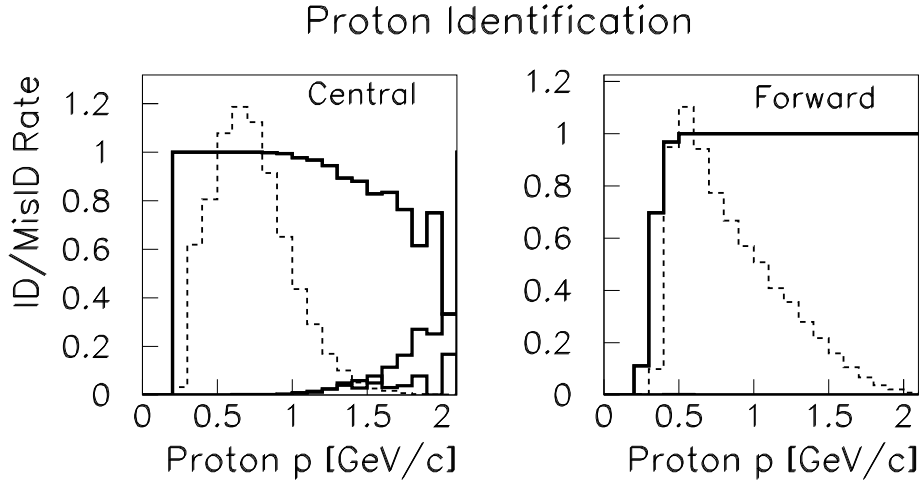 Proton Identification
ID/MisID Rate
Central
1.2
1
0.8
0.6
0.4
0.2
0
0 0.5 1 1.5 2
Proton p [GeV/c]
Forward
1.2
1
0.8
0.6
0.4
0.2
0
0 0.5 1 1.5 2
Proton p [GeV/c]